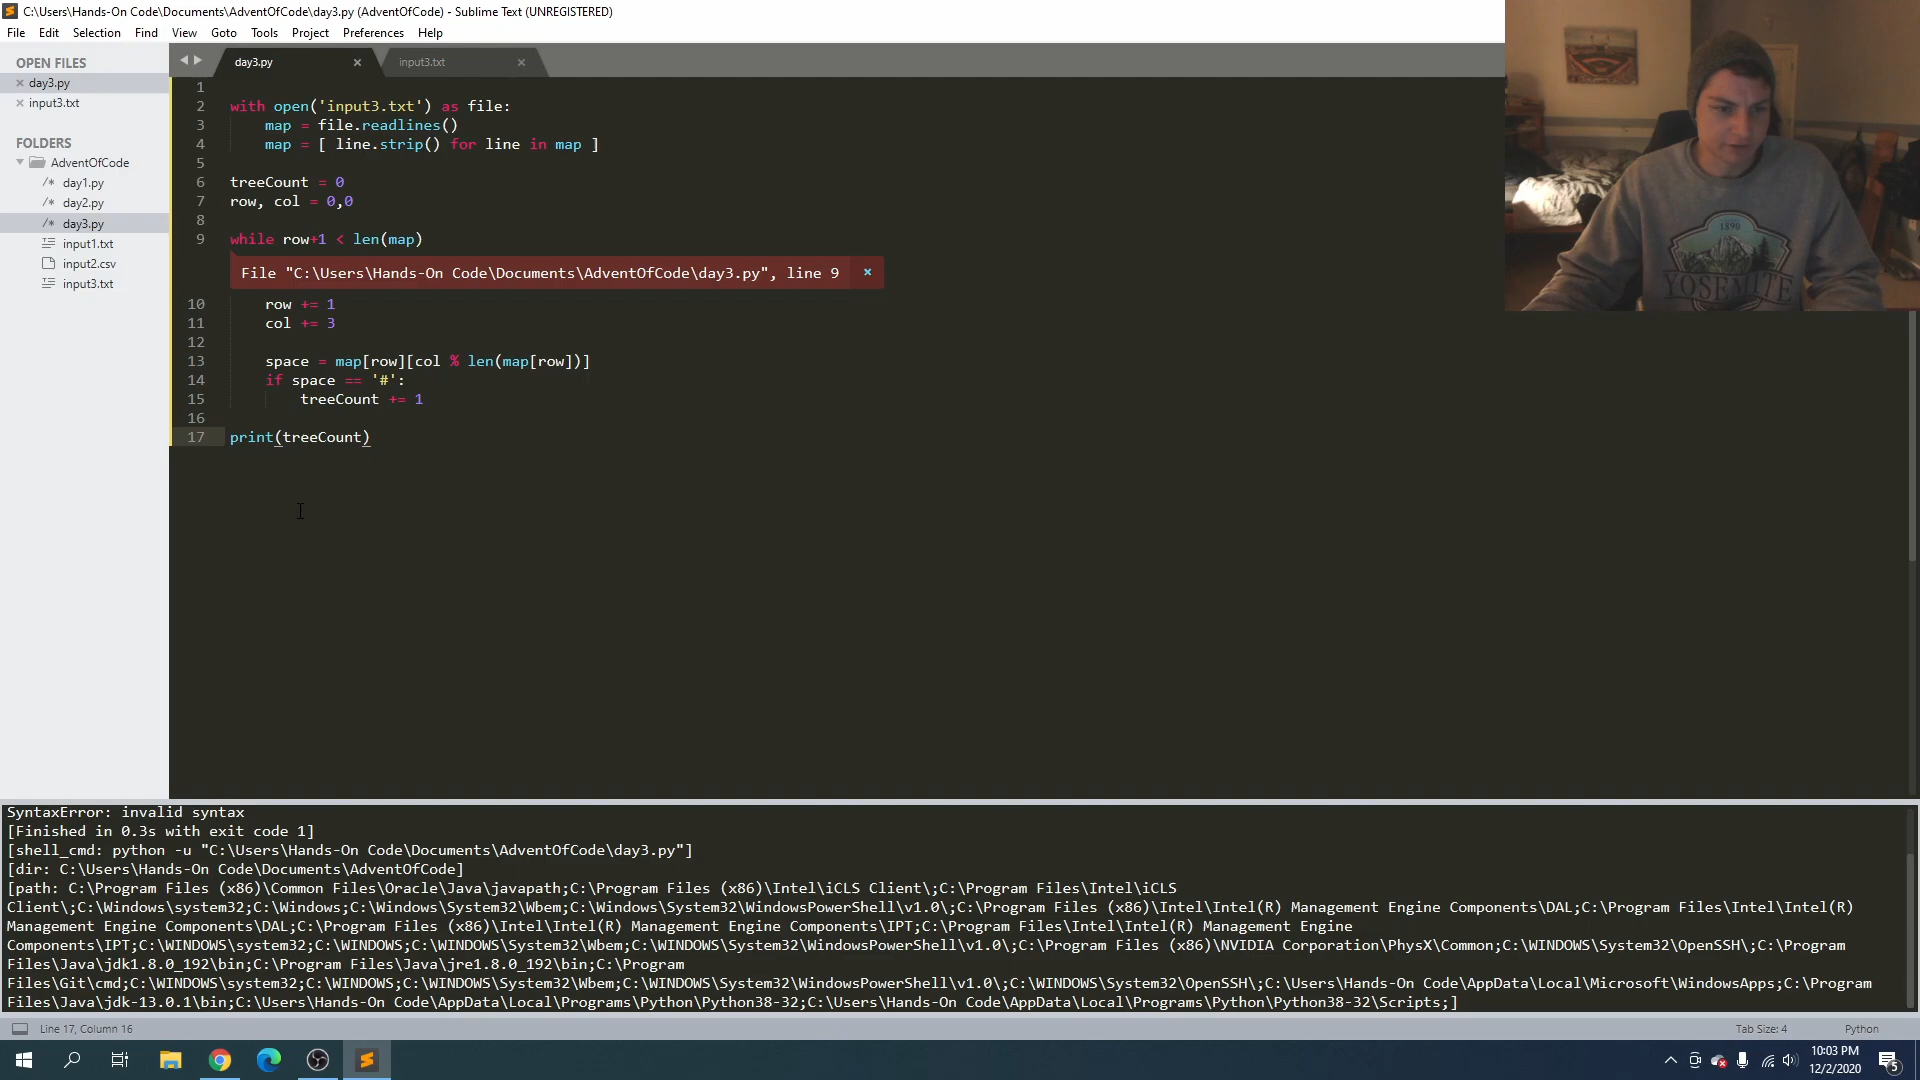 C:\Users\Hands-On Code\Documents\AdventOfCode\day3.py (AdventOfCode) - Sublime Text (UNREGISTERED)
File Edit Selection Find View Goto Tools Project Preferences Help
OPEN FILES
day3.py
input3.txt
FOLDERS
AdventOfCode
day1.py
day2.py
day3.py
input1.txt
input2.csv
input3.txt
day3.py
input3.txt
1
2 with open('input3.txt') as file:
3 map = file.readlines()
4 map = [ line.strip() for line in map ]
5
6 treeCount = 0
7 row, col = 0,0
8
9 while row+1 < len(map)
File "C:\Users\Hands-On Code\Documents\AdventOfCode\day3.py", line 9 ×
10 row += 1
11 col += 3
12
13 space = map[row][col % len(map[row])]
14 if space == '#':
15 treeCount += 1
16
17 print(treeCount)
1890
YOSEMITE
SyntaxError: invalid syntax
[Finished in 0.3s with exit code 1]
[shell_cmd: python -u "C:\Users\Hands-On Code\Documents\AdventOfCode\day3.py"]
[dir: C:\Users\Hands-On Code\Documents\AdventOfCode]
[path: C:\Program Files (x86)\Common Files\Oracle\Java\javapath;C:\Program Files (x86)\Intel\iCLS Client\;C:\Program Files\Intel\iCLS
Client\;C:\Windows\system32;C:\Windows;C:\Windows\System32\Wbem;C:\Windows\System32\WindowsPowerShell\v1.0\;C:\Program Files (x86)\Intel\Intel(R) Management Engine Components\DAL;C:\Program Files\Intel\Intel(R)
Management Engine Components\DAL;C:\Program Files (x86)\Intel\Intel(R) Management Engine Components\IPT;C:\Program Files\Intel\Intel(R) Management Engine
Components\IPT;C:\WINDOWS\system32;C:\WINDOWS;C:\WINDOWS\System32\Wbem;C:\WINDOWS\System32\WindowsPowerShell\v1.0\;C:\Program Files (x86)\NVIDIA Corporation\PhysX\Common;C:\WINDOWS\System32\OpenSSH\;C:\Program
Files\Java\jdk1.8.0_192\bin;C:\Program Files\Java\jre1.8.0_192\bin;C:\Program
Files\Git\cmd;C:\WINDOWS\system32;C:\WINDOWS;C:\WINDOWS\System32\Wbem;C:\WINDOWS\System32\WindowsPowerShell\v1.0\;C:\WINDOWS\System32\OpenSSH\;C:\Users\Hands-On Code\AppData\Local\Microsoft\WindowsApps;C:\Program
Files\Java\jdk-13.0.1\bin;C:\Users\Hands-On Code\AppData\Local\Programs\Python\Python38-32;C:\Users\Hands-On Code\AppData\Local\Programs\Python\Python38-32\Scripts;]
Line 17, Column 16
Tab Size: 4
Python
10:03 PM
12/2/2020
5